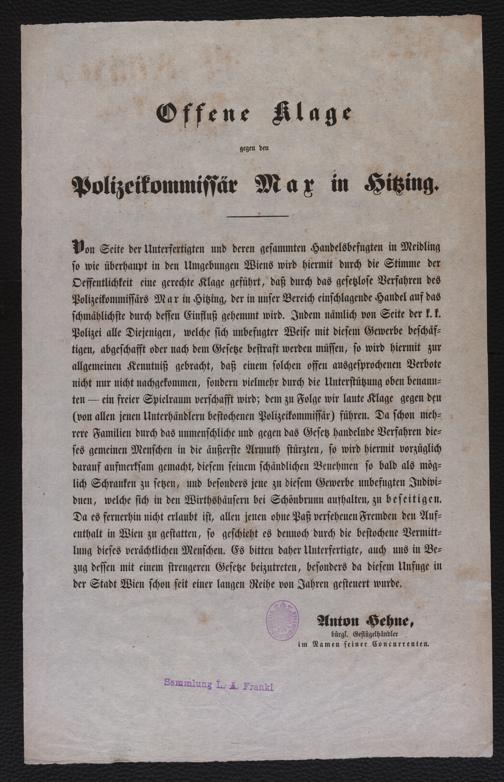 Offene Klage
gegen den
Polizeikommissär Max in Hitzing.
Von Seite der Unterfertigten und deren gesammten Handelsbefugten in Meidling
so wie überhaupt in den Umgebungen Wiens wird hiermit durch die Stimme der
Oeffentlichkeit eine gerechte Klage geführt, daß durch das gesetzlose Verfahren des
Polizeikommissärs Max in Hitzing, der in unser Bereich einschlagende Handel auf das
schmählichste durch dessen Einfluß gehemmt wird. Indem nämlich von Seite der k. k.
Polizei alle Diejenigen, welche sich unbefugter Weise mit diesem Gewerbe beschäf-
tigen, abgeschafft oder nach dem Gesetze bestraft werden müssen, so wird hiermit zur
allgemeinen Kenntniß gebracht, daß einem solchen offen ausgesprochenen Verbote
nicht nur nicht nachgekommen, sondern vielmehr durch die Unterstützung oben benann-
ten — ein freier Spielraum verschafft wird; dem zu Folge wir laute Klage gegen den
(von allen jenen Unterhändlern bestochenen Polizeikommissär) führen. Da schon meh-
rere Familien durch das unmenschliche und gegen das Gesetz handelnde Verfahren die-
ses gemeinen Menschen in die äußerste Armuth stürzten, so wird hiermit vorzüglich
darauf aufmerksam gemacht, diesem seinem schändlichen Benehmen so bald als mög-
lich Schranken zu setzen, und besonders jene zu diesem Gewerbe unbefugten Indivi-
duen, welche sich in den Wirthshäusern bei Schönbrunn aufhalten, zu beseitigen.
Da es fernerhin nicht erlaubt ist, allen jenen ohne Paß versehenen Fremden den Auf-
enthalt in Wien zu gestatten, so geschieht es dennoch durch die bestochene Vermitt-
lung dieses verächtlichen Menschen. Es bitten daher Unterfertigte, auch uns in Be-
zug dessen mit einem strengeren Gesetze beizutreten, besonders da diesem Unfuge in
der Stadt Wien schon seit einer langen Reihe von Jahren gesteuert wurde.
Anton Hehne,
bürgl. Geflügelhändler
im Namen seiner Concurrenten.
Sammlung L. A. Frankl